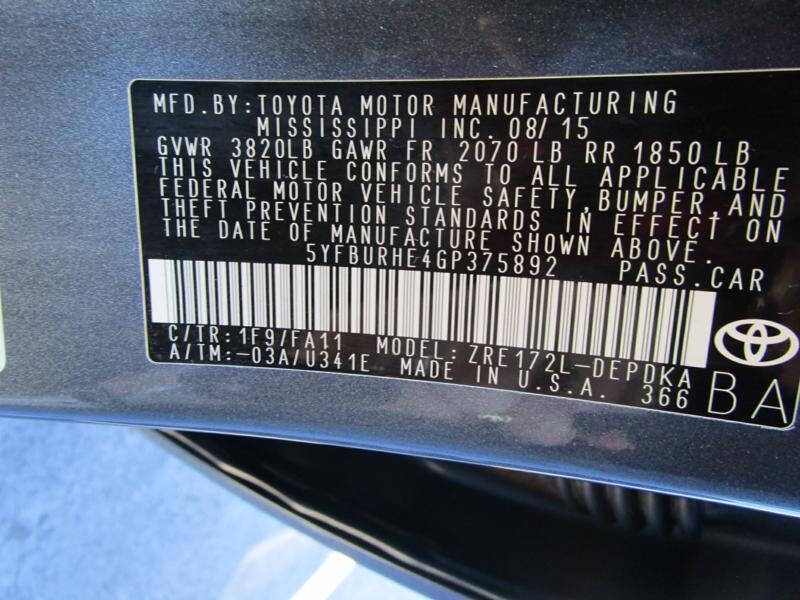 MFD.BY:TOYOTA MOTOR MANUFACTURING
MISSISSIPPI INC. 08/15
GVWR 3820LB GAWR FR 2070 LB RR 1850 LB
THIS VEHICLE CONFORMS TO ALL APPLICABLE
FEDERAL MOTOR VEHICLE SAFETY,BUMPER,AND
THEFT PREVENTION STANDARDS IN EFFECT ON
THE DATE OF MANUFACTURE SHOWN ABOVE.
5YFBURHE4GP375892 PASS.CAR
C/TR:1F9/FA11 MODEL:ZRE172L-DEPDKA
A/TM:-03A/U341E MADE IN U.S.A. 366
BA